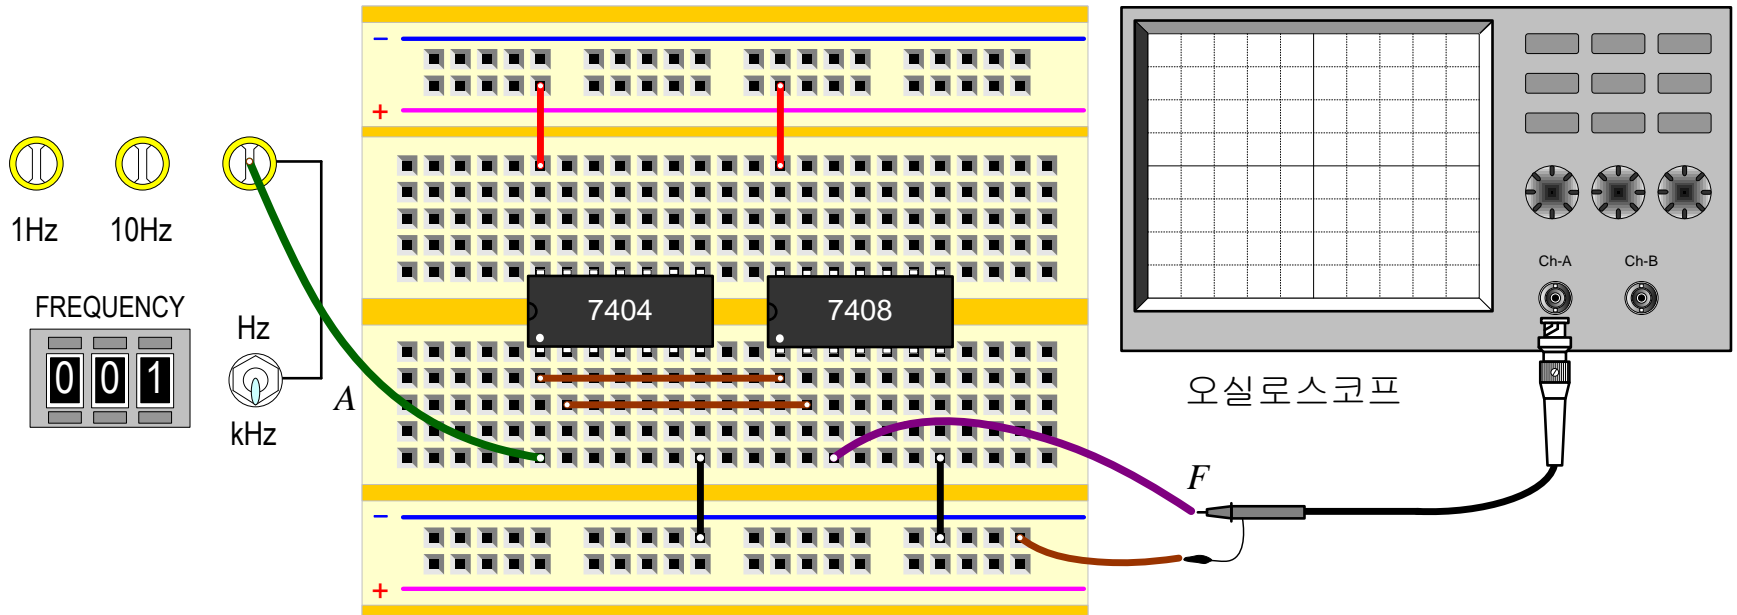 −
+
1Hz
10Hz
FREQUENCY
0 0 1
Hz
kHz
A
7404
7408
−
+
F
Ch-A
Ch-B
오실로스코프